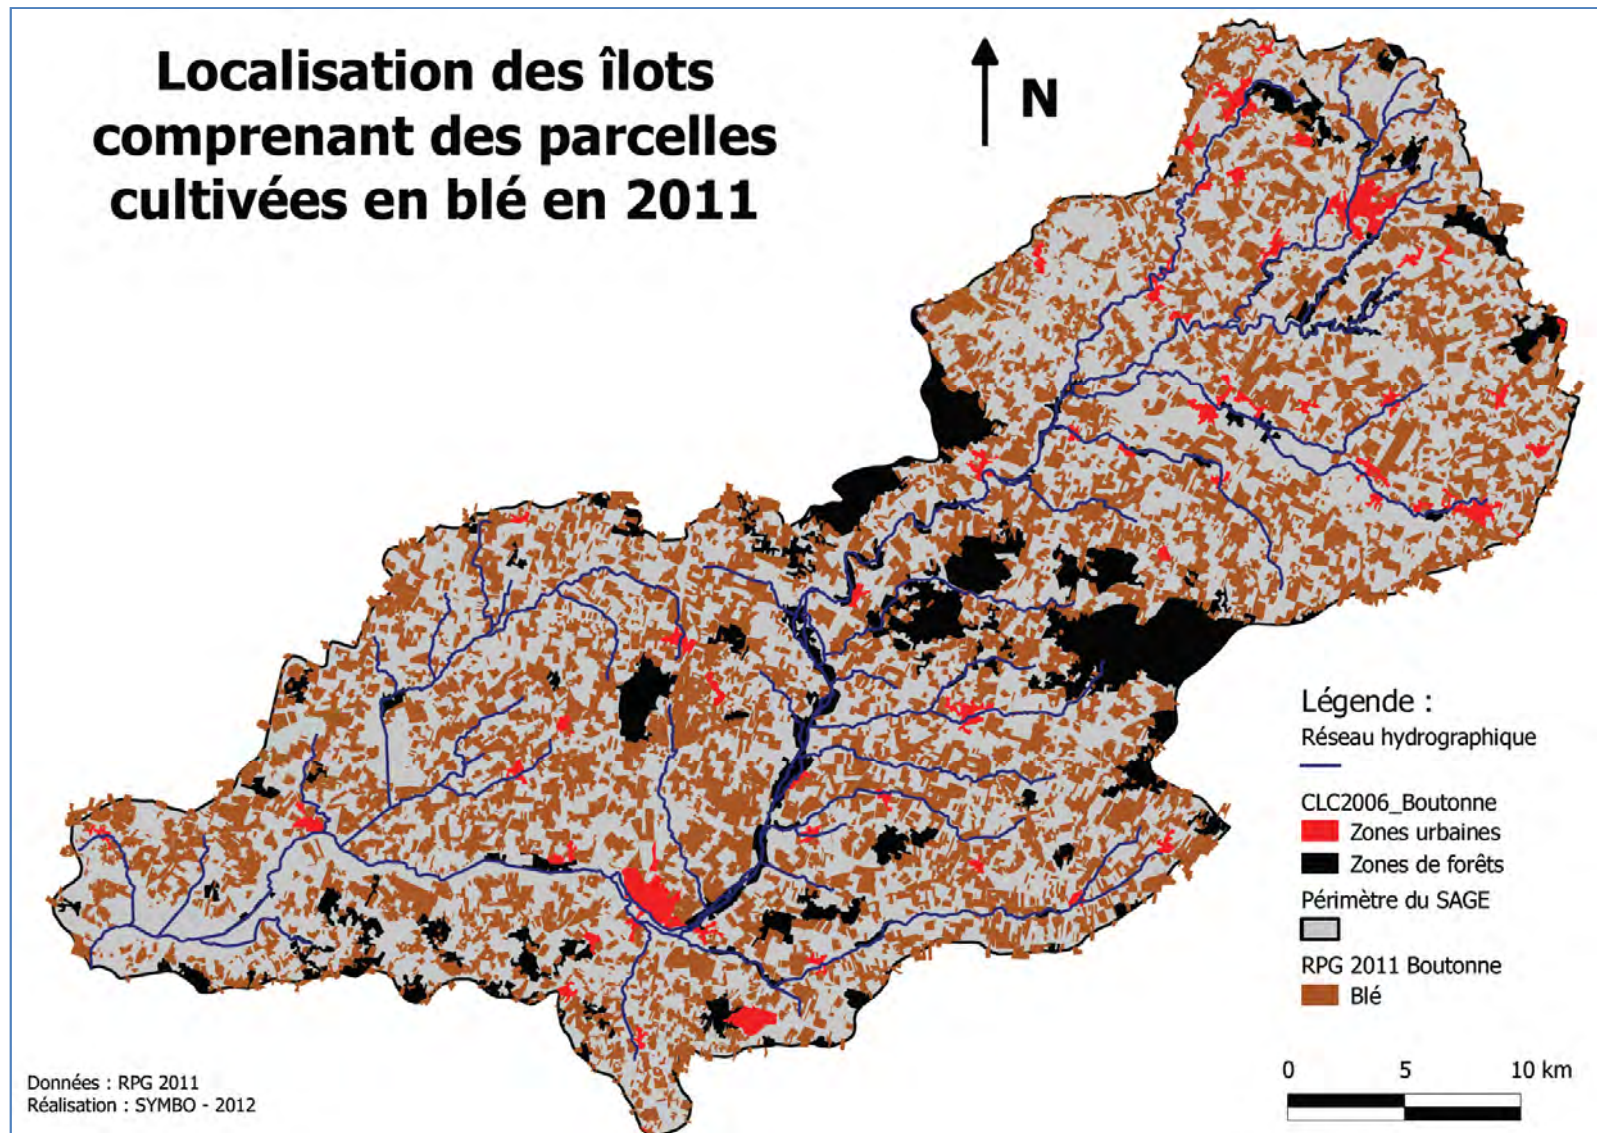 Localisation des îlots
comprenant des parcelles
cultivées en blé en 2011
N
Légende :
Réseau hydrographique
CLC2006_Boutonne
Zones urbaines
Zones de forêts
Périmètre du SAGE
RPG 2011 Boutonne
Blé
0 5 10 km
Données : RPG 2011
Réalisation : SYMBO - 2012